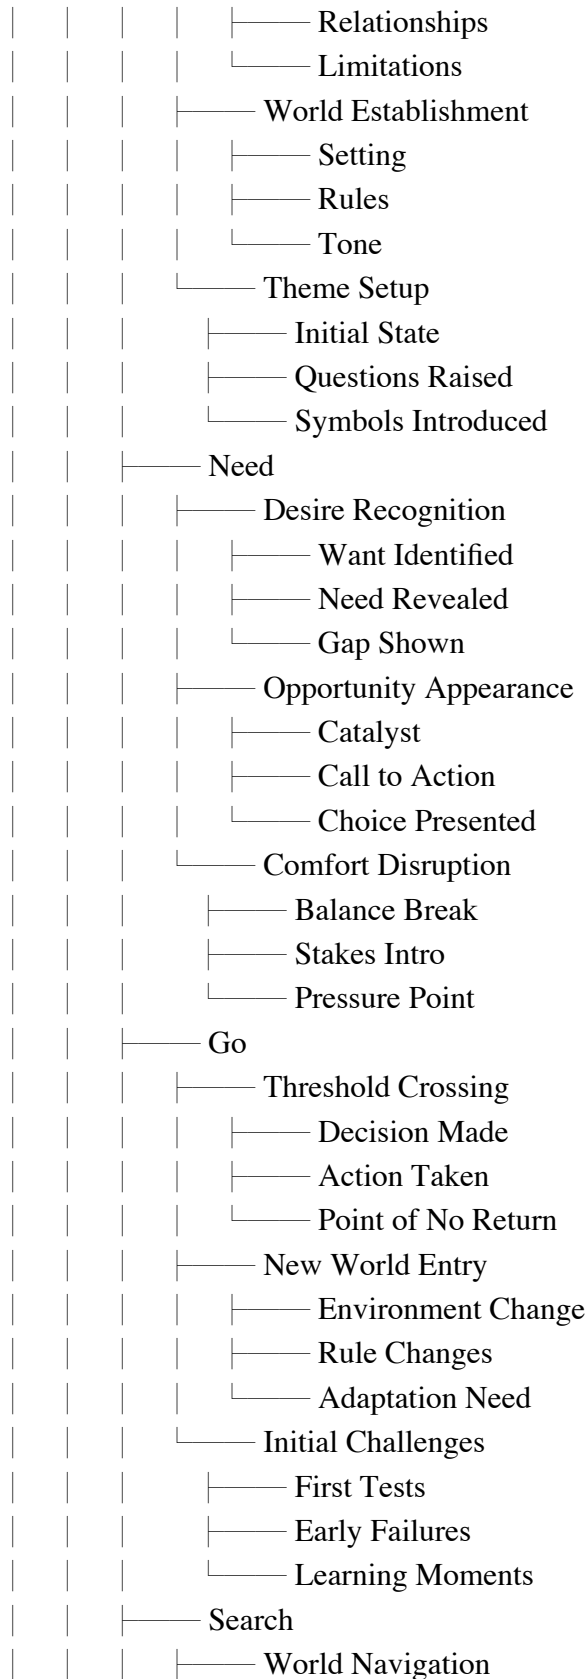 Relationships
Limitations
World Establishment
Setting
Rules
Tone
Theme Setup
Initial State
Questions Raised
Symbols Introduced
Need
Desire Recognition
Want Identified
Need Revealed
Gap Shown
Opportunity Appearance
Catalyst
Call to Action
Choice Presented
Comfort Disruption
Balance Break
Stakes Intro
Pressure Point
Go
Threshold Crossing
Decision Made
Action Taken
Point of No Return
New World Entry
Environment Change
Rule Changes
Adaptation Need
Initial Challenges
First Tests
Early Failures
Learning Moments
Search
World Navigation